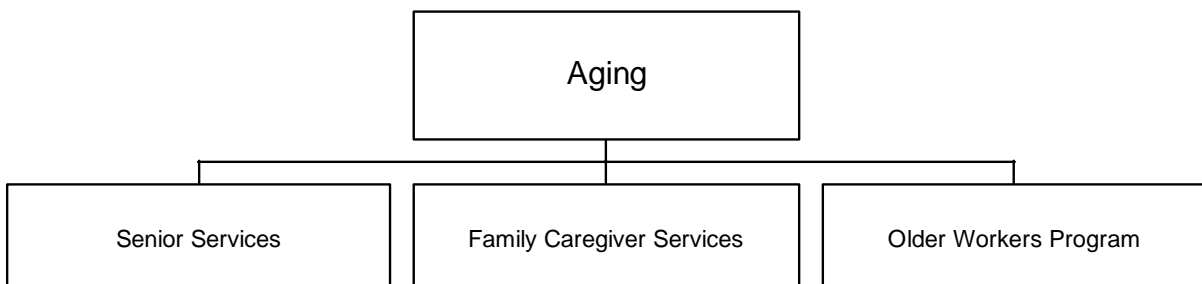 Aging
Senior Services
Family Caregiver Services
Older Workers Program